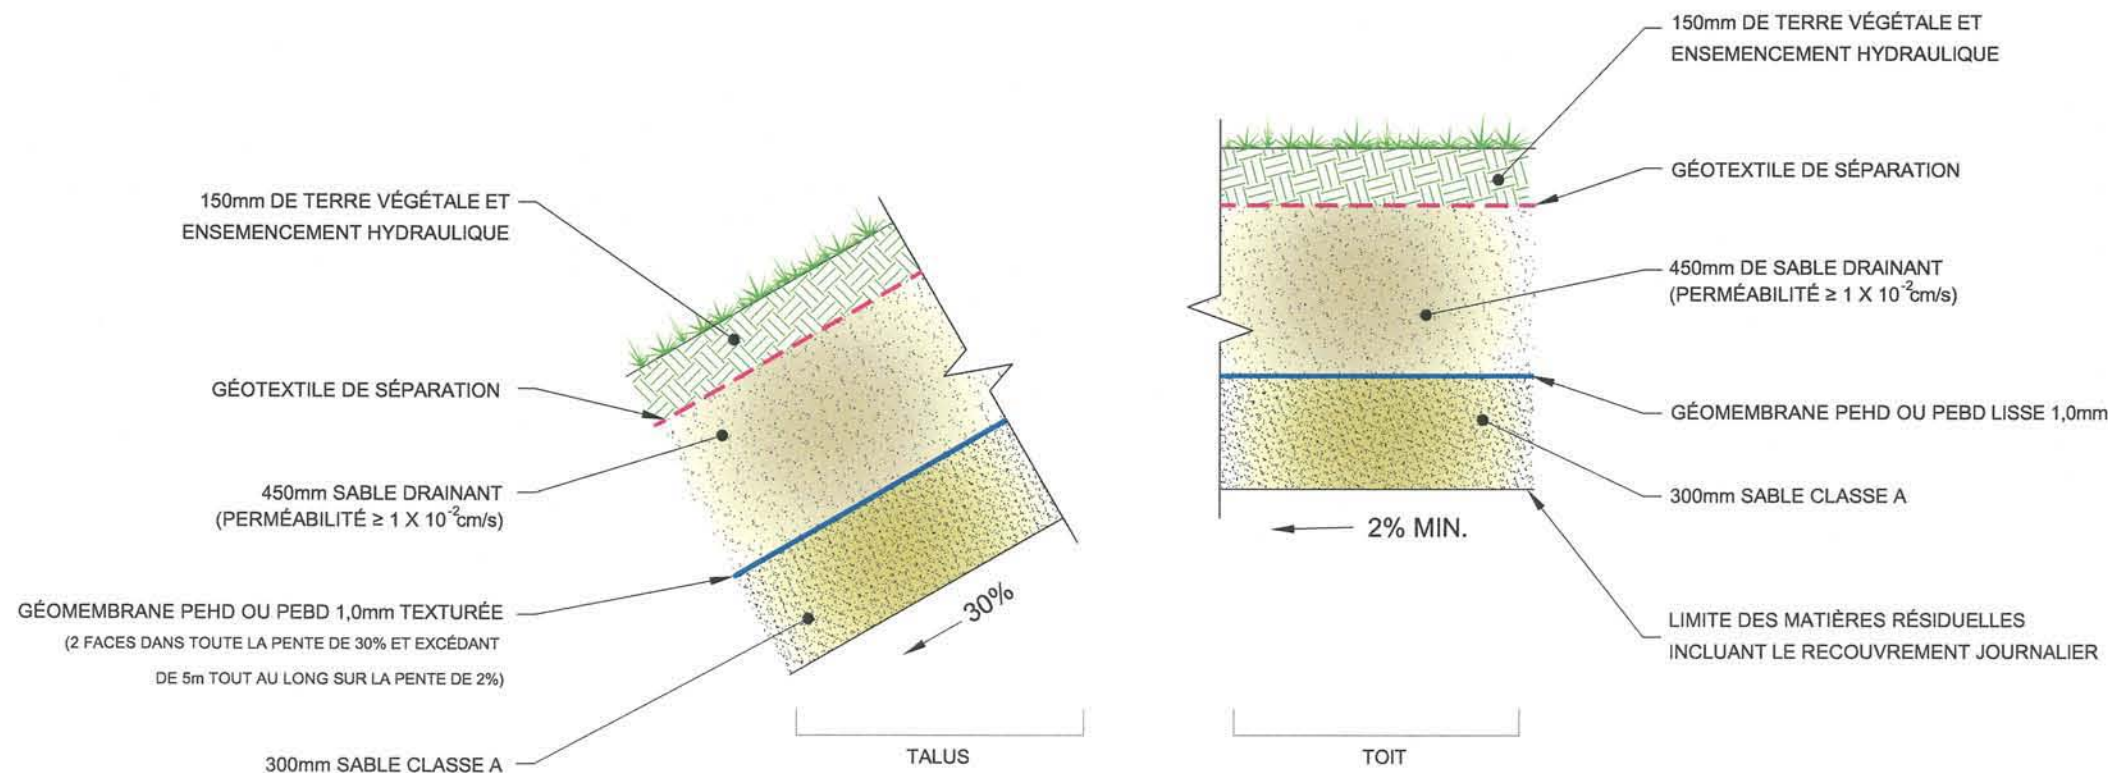 150mm DE TERRE VÉGÉTALE ET
ENSEMENCEMENT HYDRAULIQUE
GÉOTEXTILE DE SÉPARATION
450mm SABLE DRAINANT
(PERMÉABILITÉ ≥ 1 X 10⁻²cm/s)
GÉOMEMBRANE PEHD OU PEBD 1,0mm TEXTURÉE
(2 FACES DANS TOUTE LA PENTE DE 30% ET EXCÉDANT
DE 5m TOUT AU LONG SUR LA PENTE DE 2%)
300mm SABLE CLASSE A
30%
TALUS
150mm DE TERRE VÉGÉTALE ET
ENSEMENCEMENT HYDRAULIQUE
GÉOTEXTILE DE SÉPARATION
450mm DE SABLE DRAINANT
(PERMÉABILITÉ ≥ 1 X 10⁻²cm/s)
GÉOMEMBRANE PEHD OU PEBD LISSE 1,0mm
300mm SABLE CLASSE A
2% MIN.
LIMITE DES MATIÈRES RÉSIDUELLES
INCLUANT LE RECOUVREMENT JOURNALIER
TOIT